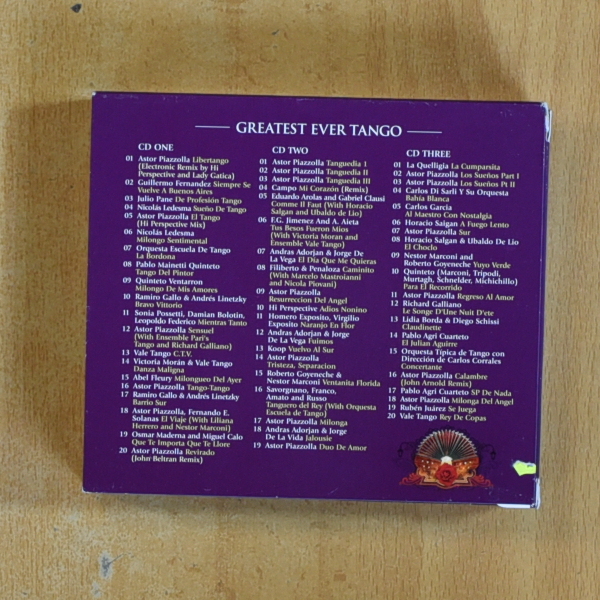 GREATEST EVER TANGO
CD ONE
01 Astor Piazzolla Libertango
(Electronic Remix by Hi
Perspective and Lady Gatica)
02 Guillermo Fernandez Siempre Se
Vuelve A Buenos Aires
03 Julio Pane De Profesión Tango
04 Nicolás Ledesma Sueño De Tango
05 Astor Piazzolla El Tango
(Hi Perspective Mix)
06 Nicolás Ledesma
Milongo Sentimental
07 Orquesta Escuela De Tango
La Bordona
08 Pablo Mainetti Quinteto
Tango Del Pintor
09 Quinteto Ventarron
Milongo De Mis Amores
10 Ramiro Gallo & Andrés Linetzky
Bravo Vittorio
11 Sonia Possetti, Damian Bolotin,
Leopoldo Federico Mientras Tanto
12 Astor Piazzolla Sensuel
(With Ensemble Pari's
Tango and Richard Galliano)
13 Vale Tango C.T.V.
14 Victoria Morán & Vale Tango
Danza Maligna
15 Abel Fleury Milongueo Del Ayer
16 Astor Piazzolla Tango-Tango
17 Ramiro Gallo & Andrés Linetzky
Barrio Sur
18 Astor Piazzolla, Fernando E.
Solanas El Viaje (With Liliana
Herrero and Nestor Marconi)
19 Osmar Maderna and Miguel Calo
Que Te Importa Que Te Llore
20 Astor Piazzolla Revirado
(John Beltran Remix)
CD TWO
01 Astor Piazzolla Tanguedia 1
02 Astor Piazzolla Tanguedia II
03 Astor Piazzolla Tanguedia III
04 Campo Mi Corazón (Remix)
05 Eduardo Arolas and Gabriel Clausi
Comme Il Faut (With Horacio
Salgan and Ubaldo de Lio)
06 F.G. Jimenez And A. Aieta
Tus Besos Fueron Mios
(With Victoria Moran and
Ensemble Vale Tango)
07 Andras Adorjan & Jorge De
La Vega El Dia Que Me Quieras
08 Filiberto & Penaloza Caminito
(With Marcelo Mastroianni
and Nicola Piovani)
09 Astor Piazzolla
Resurreccion Del Angel
10 Hi Perspective Adios Nonino
11 Homero Exposito, Virgilio
Exposito Naranjo En Flor
12 Andras Adorjan & Jorge
De La Vega Fuimos
13 Koop Vuelvo Al Sur
14 Astor Piazzolla
Tristeza, Separacion
15 Roberto Goyeneche &
Nestor Marconi Ventanita Florida
16 Savorgnano, Franco,
Amato and Russo
Tanguero del Rey (With Orquesta
Escuela de Tango)
17 Astor Piazzolla Milonga
18 Andras Adorjan & Jorge
De La Vida Jalousie
19 Astor Piazzolla Duo De Amor
CD THREE
01 La Quelligia La Cumparsita
02 Astor Piazzolla Los Sueños Part I
03 Astor Piazzolla Los Sueños Pt II
04 Carlos Di Sarli Y Su Orquesta
Bahía Blanca
05 Carlos Garcia
Al Maestro Con Nostalgia
06 Horacio Saigan A Fuego Lento
07 Astor Piazzolla Sur
08 Horacio Salgan & Ubaldo De Lio
El Choclo
09 Nestor Marconi and
Roberto Goyeneche Yuyo Verde
10 Quinteto (Marconi, Tripodi,
Murtagh, Schneider, Michichillo)
Para El Recorrido
11 Astor Piazzolla Regreso Al Amor
12 Richard Galliano
Le Songe D'Une Nuit D'ete
13 Lidia Borda & Diego Schissi
Claudinette
14 Pablo Agri Cuarteto
El Julian Aguirre
15 Orquesta Típica de Tango con
Dirección de Carlos Corrales
Concertante
16 Astor Piazzolla Calambre
(John Arnold Remix)
17 Pablo Agri Cuarteto SP De Nada
18 Astor Piazzolla Milonga Del Angel
19 Rubén Juárez Se Juega
20 Vale Tango Rey De Copas